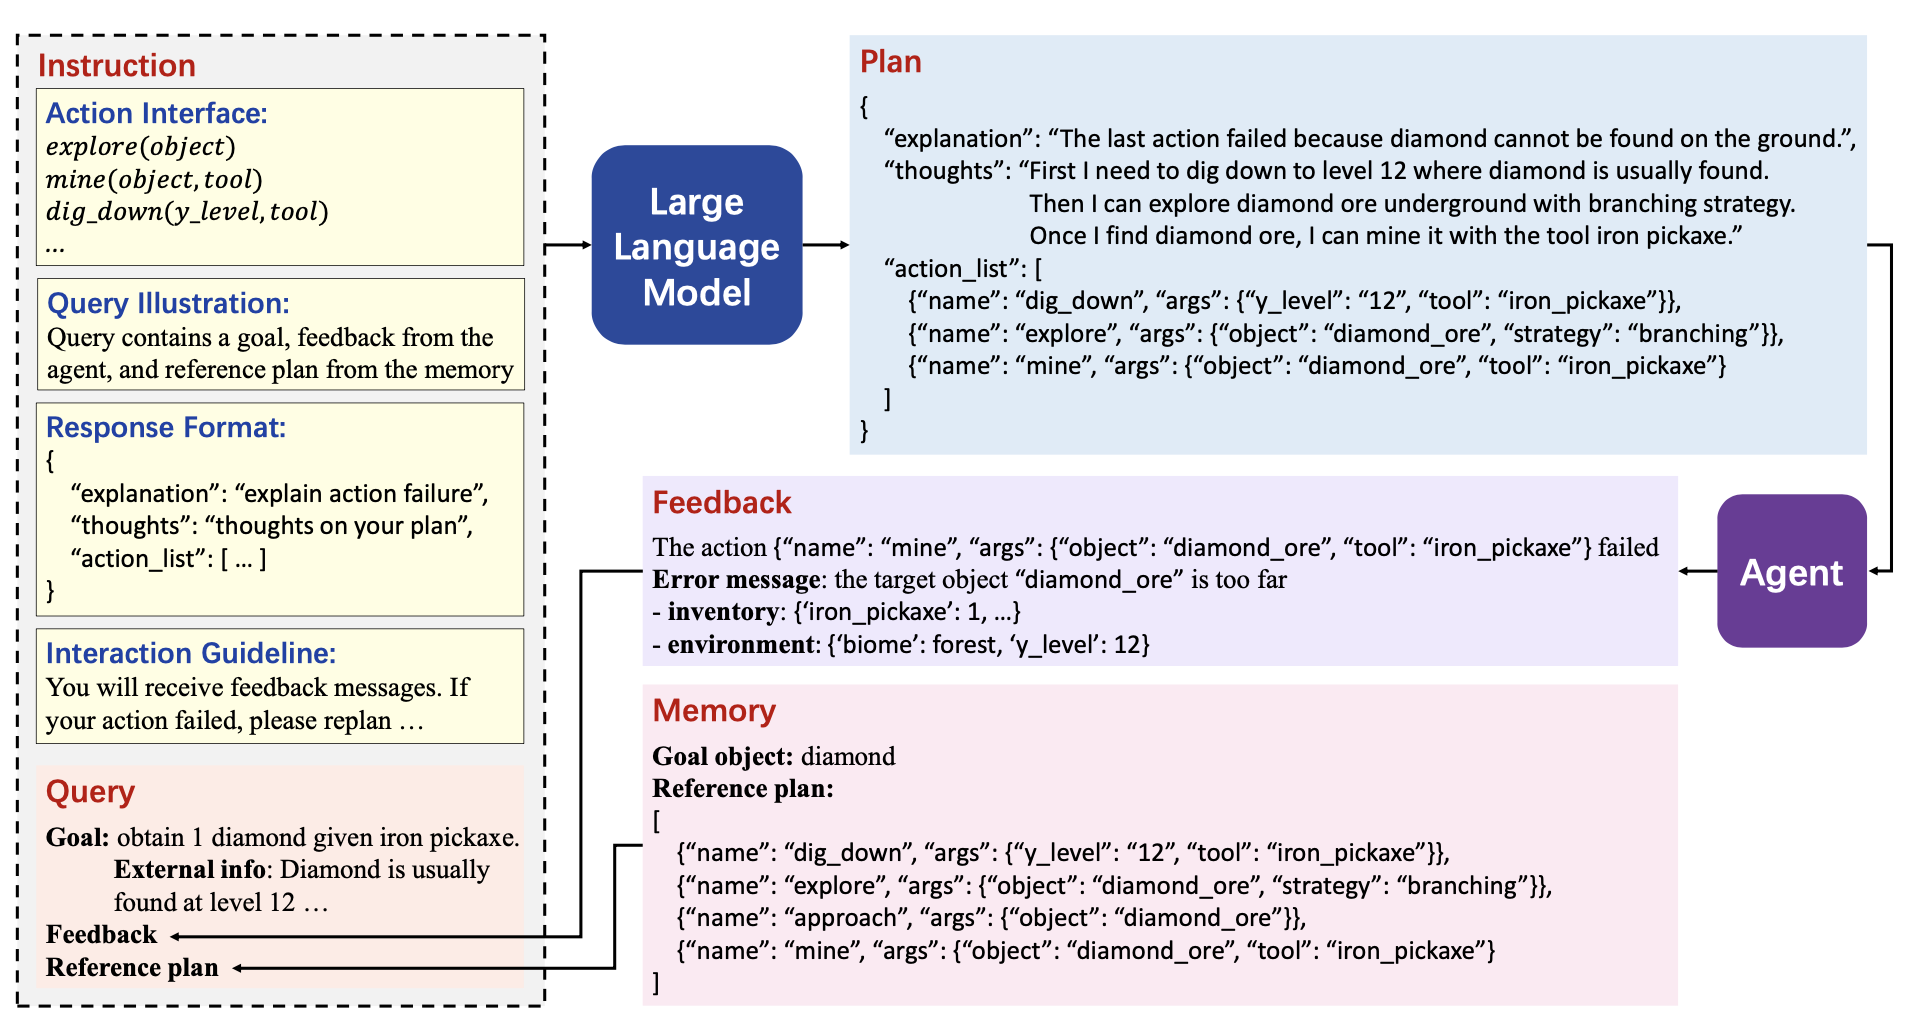 Instruction
Action Interface:
explore(object)
mine(object, tool)
dig_down(y_level, tool)
...
Query Illustration:
Query contains a goal, feedback from the
agent, and reference plan from the memory
Response Format:
{
“explanation”: “explain action failure”,
“thoughts”: “thoughts on your plan”,
“action_list”: [ … ]
}
Interaction Guideline:
You will receive feedback messages. If
your action failed, please replan …
Query
Goal: obtain 1 diamond given iron pickaxe.
External info: Diamond is usually
found at level 12 …
Feedback
Reference plan
Large
Language
Model
Plan
{
“explanation”: “The last action failed because diamond cannot be found on the ground.”,
“thoughts”: “First I need to dig down to level 12 where diamond is usually found.
Then I can explore diamond ore underground with branching strategy.
Once I find diamond ore, I can mine it with the tool iron pickaxe.”
“action_list”: [
{“name”: “dig_down”, “args”: {“y_level”: “12”, “tool”: “iron_pickaxe”}},
{“name”: “explore”, “args”: {“object”: “diamond_ore”, “strategy”: “branching”}},
{“name”: “mine”, “args”: {“object”: “diamond_ore”, “tool”: “iron_pickaxe”}
]
}
Agent
Feedback
The action {“name”: “mine”, “args”: {“object”: “diamond_ore”, “tool”: “iron_pickaxe”} failed
Error message: the target object “diamond_ore” is too far
- inventory: {‘iron_pickaxe’: 1, …}
- environment: {‘biome’: forest, ‘y_level’: 12}
Memory
Goal object: diamond
Reference plan:
[
{“name”: “dig_down”, “args”: {“y_level”: “12”, “tool”: “iron_pickaxe”}},
{“name”: “explore”, “args”: {“object”: “diamond_ore”, “strategy”: “branching”}},
{“name”: “approach”, “args”: {“object”: “diamond_ore”}},
{“name”: “mine”, “args”: {“object”: “diamond_ore”, “tool”: “iron_pickaxe”}
]